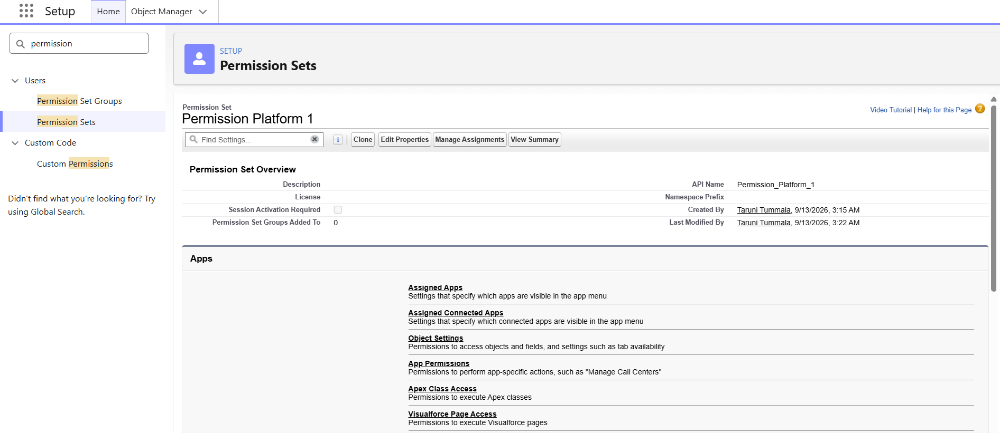 Setup
Home
Object Manager
permission
Users
Permission Set Groups
Permission Sets
Custom Code
Custom Permissions
Didn't find what you're looking for? Try
using Global Search.
SETUP
Permission Sets
Permission Set
Permission Platform 1
Video Tutorial | Help for this Page ?
Find Settings...
i | Clone Edit Properties Manage Assignments View Summary
Permission Set Overview
Description
API Name Permission_Platform_1
License
Namespace Prefix
Session Activation Required
Created By Taruni Tummala, 9/13/2026, 3:15 AM
Permission Set Groups Added To 0
Last Modified By Taruni Tummala, 9/13/2026, 3:22 AM
Apps
Assigned Apps
Settings that specify which apps are visible in the app menu
Assigned Connected Apps
Settings that specify which connected apps are visible in the app menu
Object Settings
Permissions to access objects and fields, and settings such as tab availability
App Permissions
Permissions to perform app-specific actions, such as "Manage Call Centers"
Apex Class Access
Permissions to execute Apex classes
Visualforce Page Access
Permissions to execute Visualforce pages